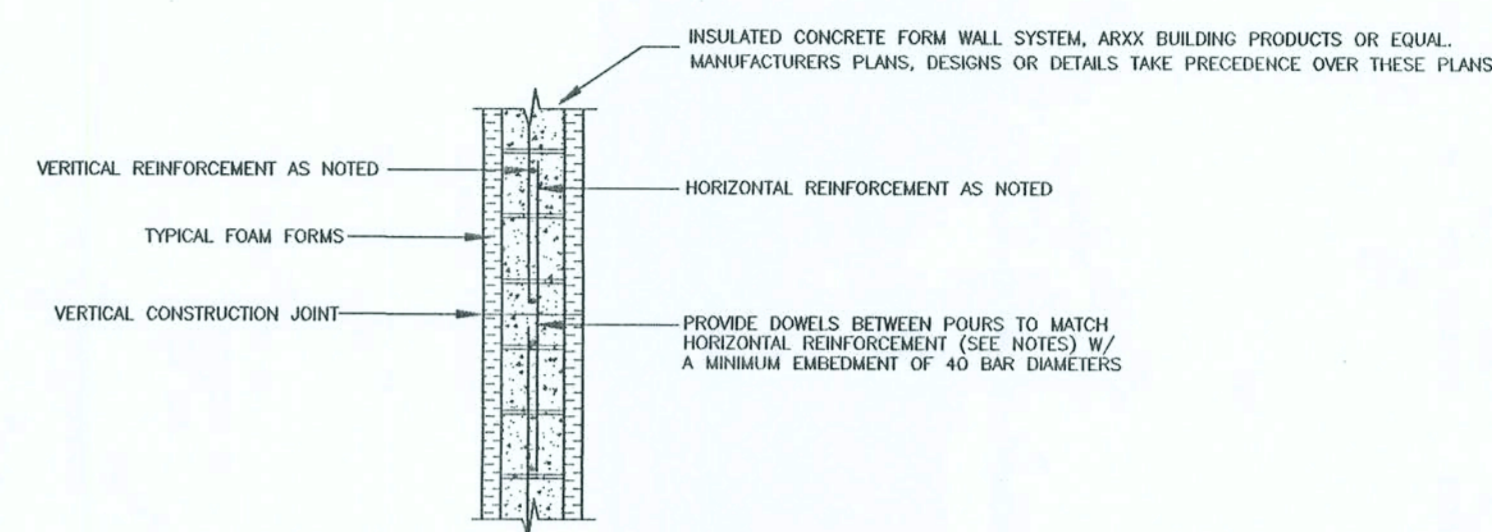 INSULATED CONCRETE FORM WALL SYSTEM, ARXX BUILDING PRODUCTS OR EQUAL.
MANUFACTURERS PLANS, DESIGNS OR DETAILS TAKE PRECEDENCE OVER THESE PLANS
VERITICAL REINFORCEMENT AS NOTED
HORIZONTAL REINFORCEMENT AS NOTED
TYPICAL FOAM FORMS
VERTICAL CONSTRUCTION JOINT
PROVIDE DOWELS BETWEEN POURS TO MATCH
HORIZONTAL REINFORCEMENT (SEE NOTES) W/
A MINIMUM EMBEDMENT OF 40 BAR DIAMETERS